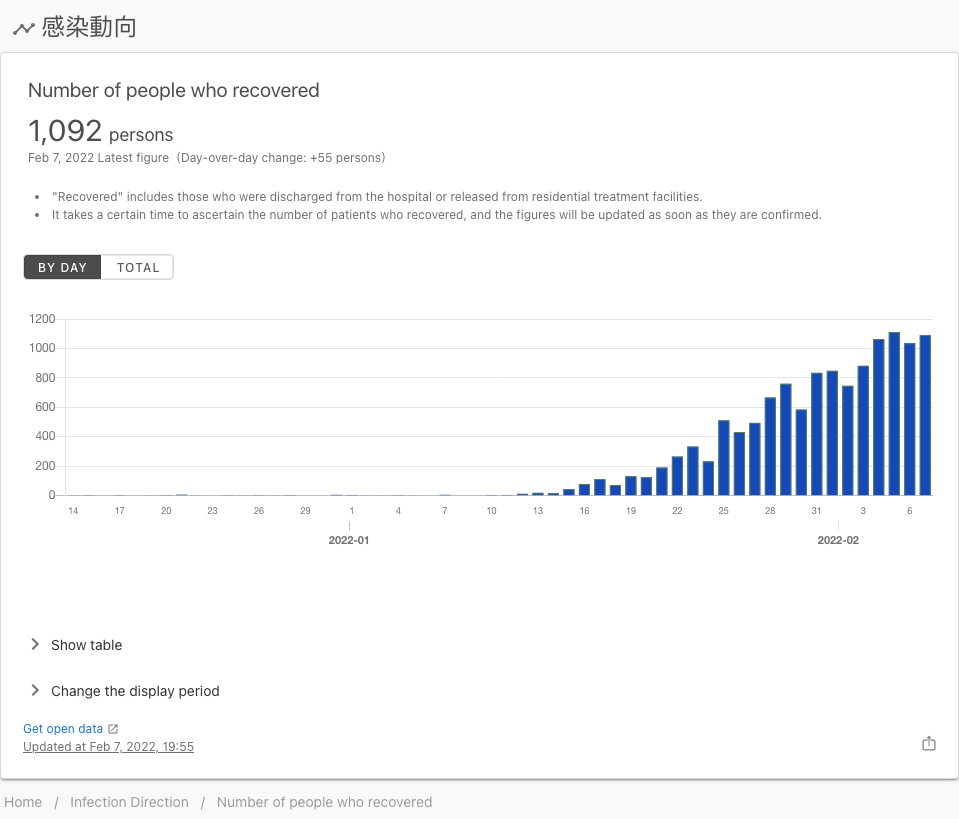 感染動向
Number of people who recovered
1,092 persons
Feb 7, 2022 Latest figure (Day-over-day change: +55 persons)
"Recovered" includes those who were discharged from the hospital or released from residential treatment facilities.
It takes a certain time to ascertain the number of patients who recovered, and the figures will be updated as soon as they are confirmed.
BY DAY TOTAL
1200
1000
800
600
400
200
0
14 17 20 23 26 29 1 4 7 10 13 16 19 22 25 28 31 3 6
2022-01 2022-02
Show table
Change the display period
Get open data
Updated at Feb 7, 2022, 19:55
Home / Infection Direction / Number of people who recovered